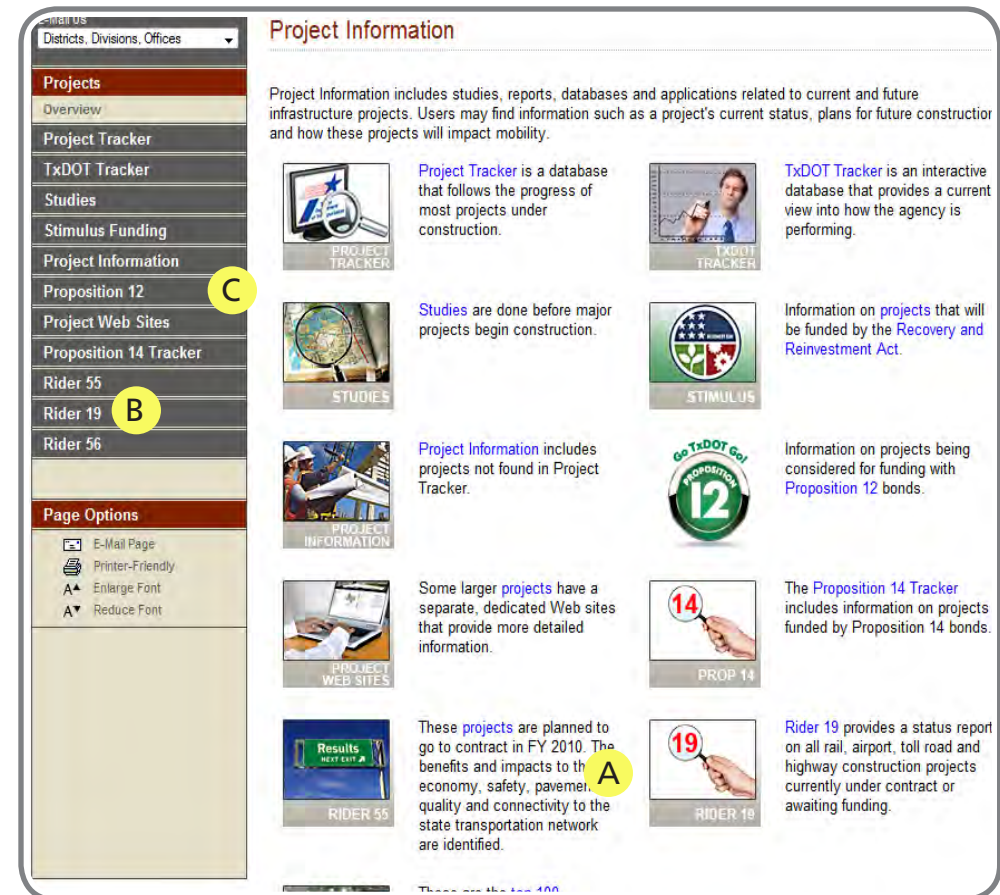 E-Mail Us
Districts, Divisions, Offices
Projects
Overview
Project Tracker
TxDOT Tracker
Studies
Stimulus Funding
Project Information
Proposition 12
C
Project Web Sites
Proposition 14 Tracker
Rider 55
Rider 19
B
Rider 56
Page Options
E-Mail Page
Printer-Friendly
A Enlarge Font
A Reduce Font
Project Information
Project Information includes studies, reports, databases and applications related to current and future
infrastructure projects. Users may find information such as a project's current status, plans for future construction
and how these projects will impact mobility.
PROJECT
TRACKER
Project Tracker is a database
that follows the progress of
most projects under
construction.
TXDOT
TRACKER
TxDOT Tracker is an interactive
database that provides a current
view into how the agency is
performing.
STUDIES
Studies are done before major
projects begin construction.
STIMULUS
Information on projects that will
be funded by the Recovery and
Reinvestment Act.
PROJECT
INFORMATION
Project Information includes
projects not found in Project
Tracker.
Go TxDOT Go!
PROPOSITION
12
Information on projects being
considered for funding with
Proposition 12 bonds.
PROJECT
WEB SITES
Some larger projects have a
separate, dedicated Web sites
that provide more detailed
information.
14
PROP 14
The Proposition 14 Tracker
includes information on projects
funded by Proposition 14 bonds.
Results
NEXT EXIT
RIDER 55
These projects are planned to
go to contract in FY 2010. The
benefits and impacts to
economy, safety,
quality and connectivity to the
state transportation network
are identified.
A
19
RIDER 19
Rider 19 provides a status report
on all rail, airport, toll road and
highway construction projects
currently under contract or
awaiting funding.
These are the top 100